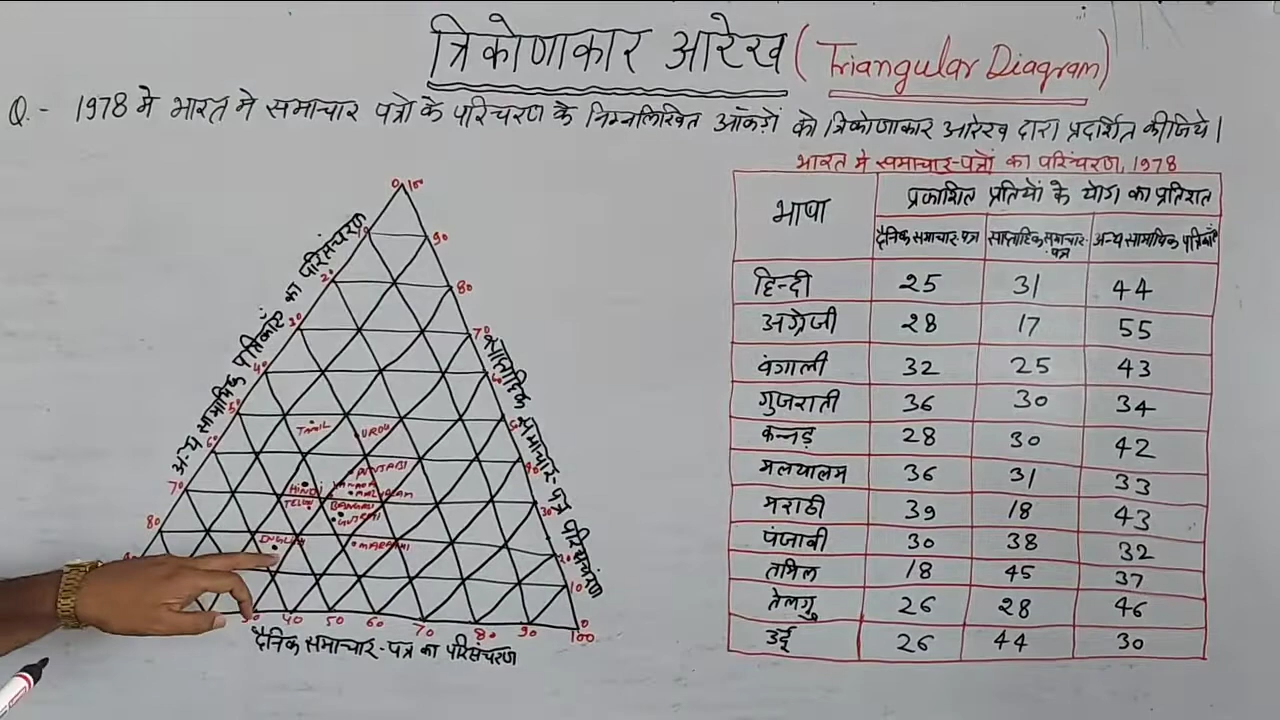 त्रिकोणाकार आरेख (Triangular Diagram)
Q.- 1978 मे भारत मे समाचार पत्रों के परिचरण के निम्नलिखित आँकड़ों को त्रिकोणाकार आरेख द्वारा प्रदर्शित कीजिये।
भारत मे समाचार-पत्रों का परिसंचरण, 1978
भाषा प्रकाशित प्रतियों के योग का प्रतिशत
दैनिक समाचार पत्र साप्ताहिक समाचार-पत्र अन्य सामयिक पत्रिकाएँ
हिन्दी 25 31 44
अग्रेजी 28 17 55
वंगाली 32 25 43
गुजराती 36 30 34
कन्नड़ 28 30 42
मलयालम 36 31 33
मराठी 39 18 43
पंजावी 30 38 32
तमिल 18 45 37
तेलगु 26 28 46
उर्दू 26 44 30
अन्य सामयिक पत्रिकाएं का परिसंचरण
साप्ताहिक समाचार-पत्र परिसंचरण
दैनिक समाचार-पत्र का परिसंचरण
0 100
90
20 80
30 70
40
50
60 40
70 30
80 20
10
0
40 50 60 70 80 90 100
TAMIL URDU
PUNJABI
HINDI
TELGU BANGALI
ENGLISH MARATHI